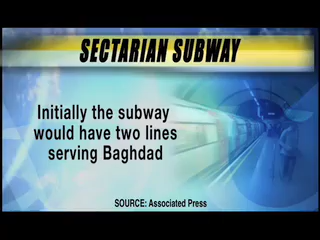 SECTARIAN SUBWAY
Initially the subway
would have two lines
serving Baghdad
SOURCE: Associated Press